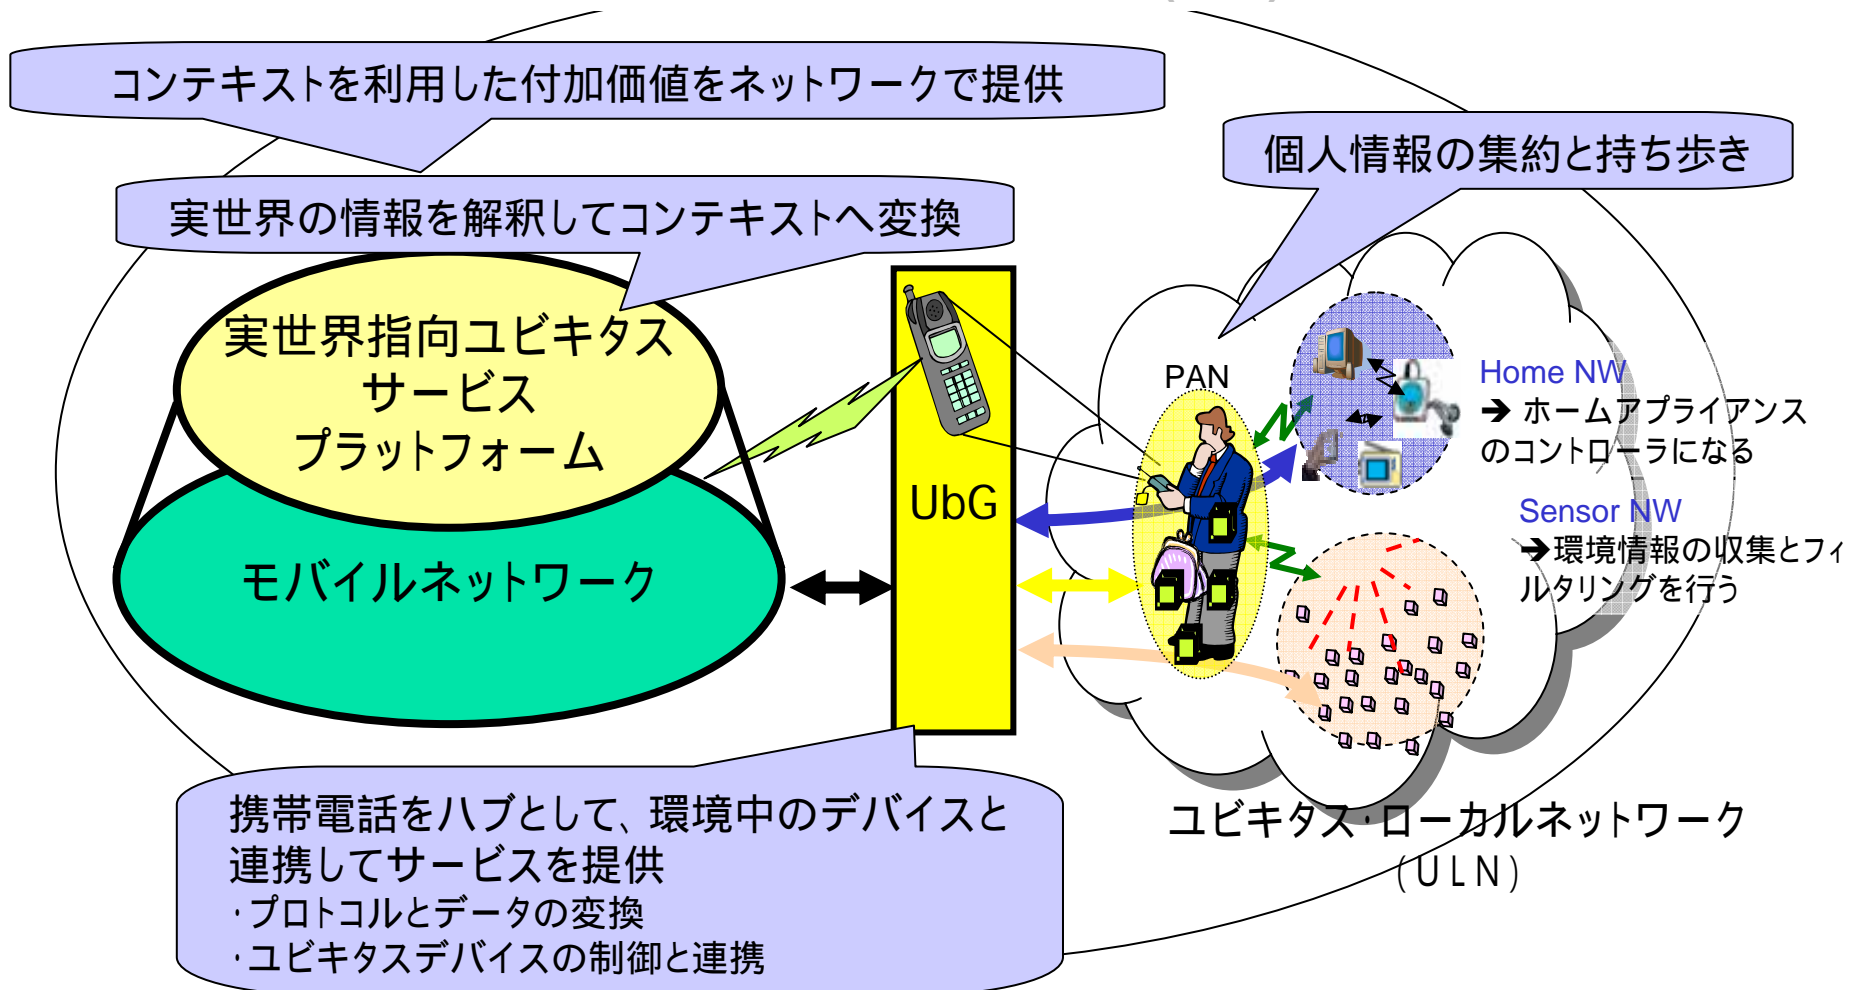 コンテキストを利用した付加価値をネットワークで提供
個人情報の集約と持ち歩き
実世界の情報を解釈してコンテキストへ変換
実世界指向ユビキタス
サービス
プラットフォーム
モバイルネットワーク
UbG
PAN
Home NW
➔ ホームアプライアンス
のコントローラになる
Sensor NW
➔環境情報の収集とフィ
ルタリングを行う
携帯電話をハブとして、環境中のデバイスと
連携してサービスを提供
・プロトコルとデータの変換
・ユビキタスデバイスの制御と連携
ユビキタス・ローカルネットワーク
(ULN)